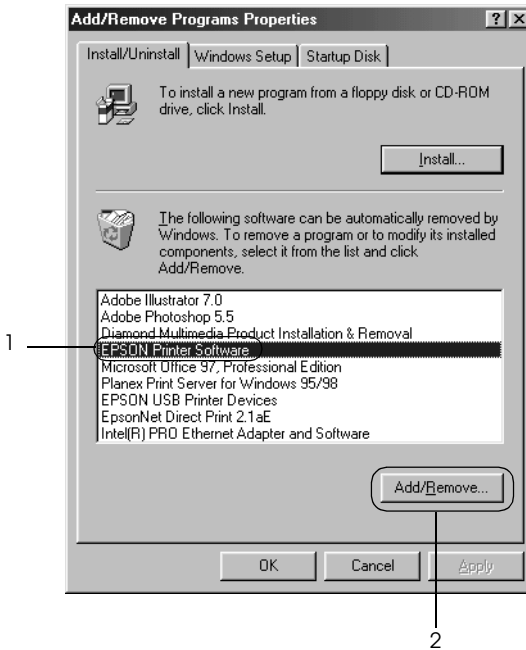 Add/Remove Programs Properties
Install/Uninstall Windows Setup Startup Disk
To install a new program from a floppy disk or CD-ROM
drive, click Install.
Install...
The following software can be automatically removed by
Windows. To remove a program or to modify its installed
components, select it from the list and click
Add/Remove.
Adobe Illustrator 7.0
Adobe Photoshop 5.5
Diamond Multimedia Product Installation & Removal
1
EPSON Printer Software
Microsoft Office 97, Professional Edition
Planex Print Server for Windows 95/98
EPSON USB Printer Devices
EpsonNet Direct Print 2.1aE
Intel(R) PRO Ethernet Adapter and Software
Add/Remove...
OK Cancel Apply
2